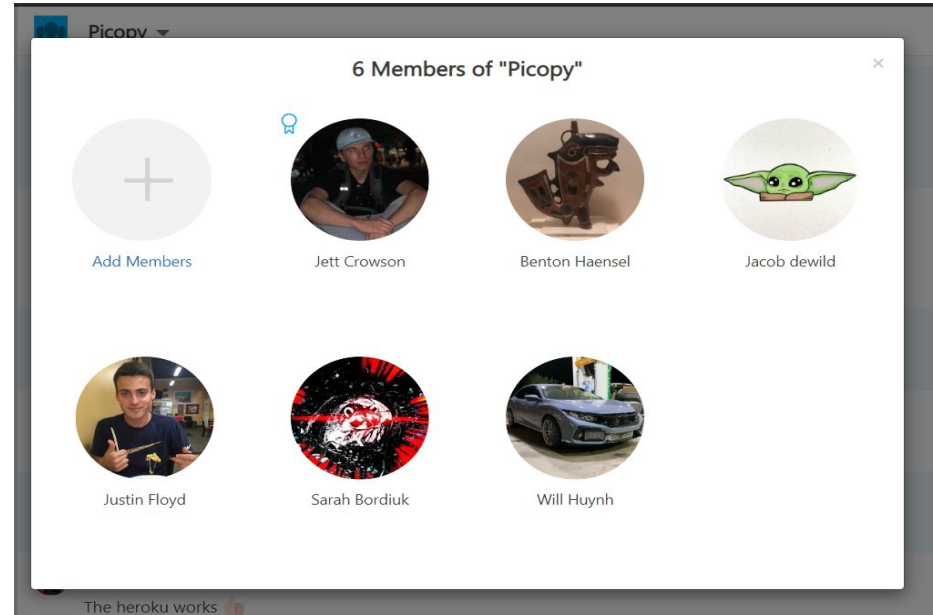 Picopy
6 Members of "Picopy"
×
Add Members
Jett Crowson
Benton Haensel
Jacob dewild
Justin Floyd
Sarah Bordiuk
Will Huynh
The heroku works 👍